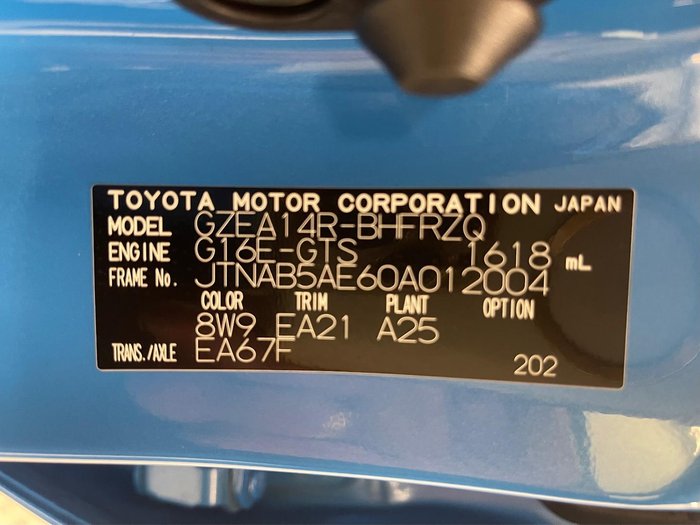 TOYOTA MOTOR CORPORATION JAPAN
MODEL GZEA14R-BHFRZQ
ENGINE G16E-GTS 1618 mL
FRAME No. JTNAB5AE60A012004
COLOR TRIM PLANT OPTION
8W9 EA21 A25
TRANS./AXLE EA67F 202